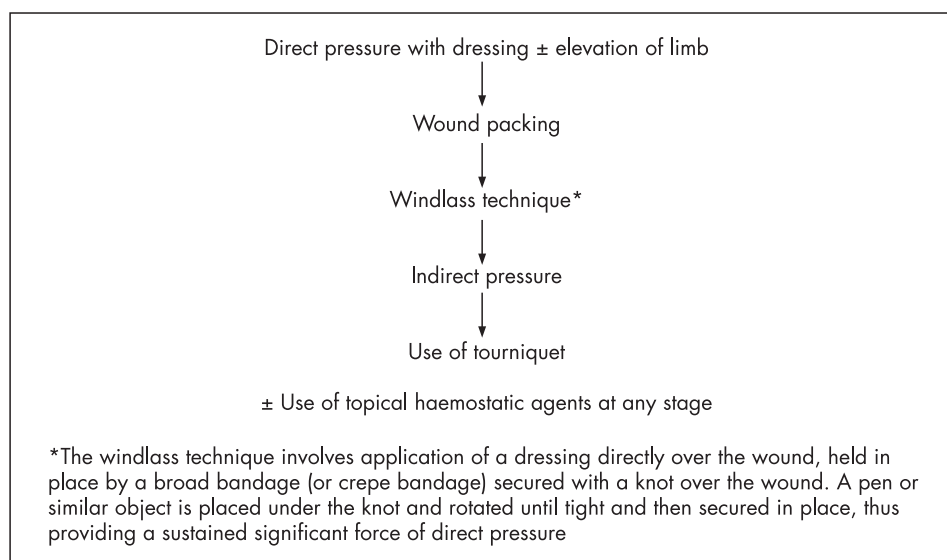 Direct pressure with dressing ± elevation of limb
Wound packing
Windlass technique*
Indirect pressure
Use of tourniquet
± Use of topical haemostatic agents at any stage
*The windlass technique involves application of a dressing directly over the wound, held in
place by a broad bandage (or crepe bandage) secured with a knot over the wound. A pen or
similar object is placed under the knot and rotated until tight and then secured in place, thus
providing a sustained significant force of direct pressure